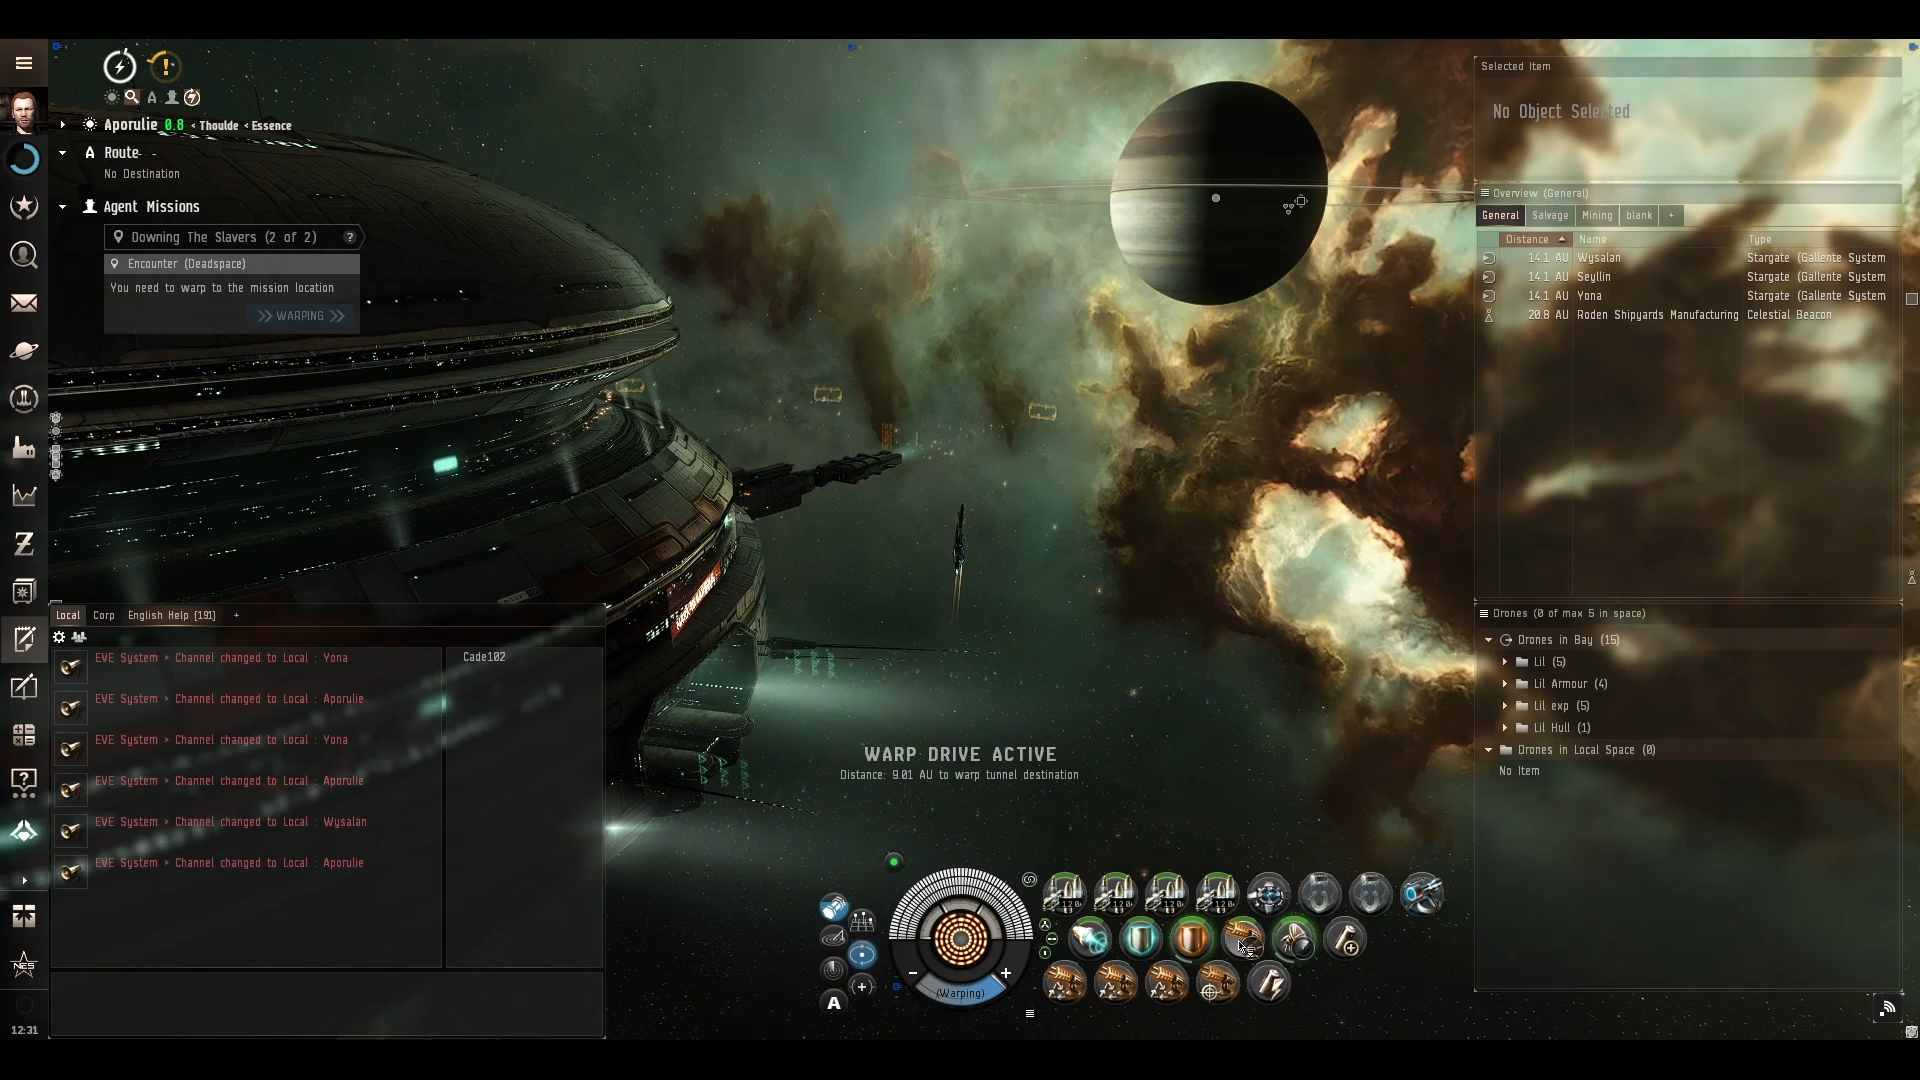 Aporulie 0.8 < Thoulde < Essence
Route
No Destination
Agent Missions
Downing The Slavers (2 of 2) ?
Encounter (Deadspace)
You need to warp to the mission location
WARPING
Selected Item
No Object Selected
Overview (General)
General Salvage Mining blank +
Distance Name Type
14.1 AU Wysalan Stargate (Gallente System
14.1 AU Seyllin Stargate (Gallente System
14.1 AU Yona Stargate (Gallente System
20.8 AU Roden Shipyards Manufacturing Celestial Beacon
Drones (0 of max 5 in space)
Drones in Bay (15)
Lil (5)
Lil Armour (4)
Lil exp (5)
Lil Hull (1)
Drones in Local Space (0)
No Item
Local Corp English Help [191] +
EVE System > Channel changed to Local : Yona
EVE System > Channel changed to Local : Aporulie
EVE System > Channel changed to Local : Yona
EVE System > Channel changed to Local : Aporulie
EVE System > Channel changed to Local : Wysalan
EVE System > Channel changed to Local : Aporulie
Cade102
WARP DRIVE ACTIVE
Distance: 9.01 AU to warp tunnel destination
120 120 120 120
(Warping)
A
NES
12:31